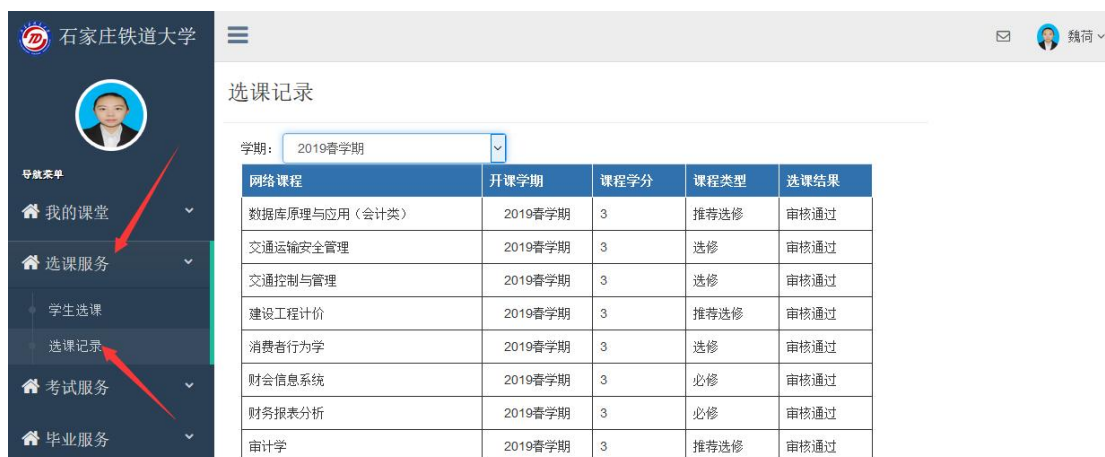 石家庄铁道大学
魏荷
选课记录
学期: 2019春学期
导航菜单
我的课堂
选课服务
学生选课
选课记录
考试服务
毕业服务
网络课程 开课学期 课程学分 课程类型 选课结果
数据库原理与应用（会计类） 2019春学期 3 推荐选修 审核通过
交通运输安全管理 2019春学期 3 选修 审核通过
交通控制与管理 2019春学期 3 选修 审核通过
建设工程计价 2019春学期 3 推荐选修 审核通过
消费者行为学 2019春学期 3 选修 审核通过
财会信息系统 2019春学期 3 必修 审核通过
财务报表分析 2019春学期 3 必修 审核通过
审计学 2019春学期 3 推荐选修 审核通过